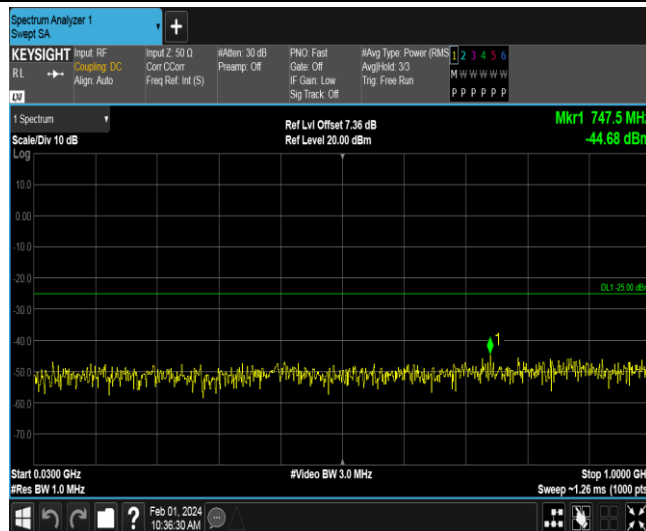 Spectrum Analyzer 1
Swept SA
+
KEYSIGHT
RL
LXI
Input: RF
Coupling: DC
Align: Auto
Input Z: 50 Ω
Corr CCorr
Freq Ref: Int (S)
#Atten: 30 dB
Preamp: Off
PNO: Fast
Gate: Off
IF Gain: Low
Sig Track: Off
#Avg Type: Power (RMS
Avg|Hold: 3/3
Trig: Free Run
1 2 3 4 5 6
M W W W W W
P P P P P P
1 Spectrum
Scale/Div 10 dB
Log
Ref Lvl Offset 7.36 dB
Ref Level 20.00 dBm
Mkr1 747.5 MHz
-44.68 dBm
10.0
0.00
-10.0
-20.0
DL1 -25.00 dBm
-30.0
-40.0
1
-50.0
-60.0
-70.0
Start 0.0300 GHz
#Video BW 3.0 MHz
Stop 1.0000 GH
#Res BW 1.0 MHz
Sweep ~1.26 ms (1000 pts
?
Feb 01, 2024
10:36:30 AM